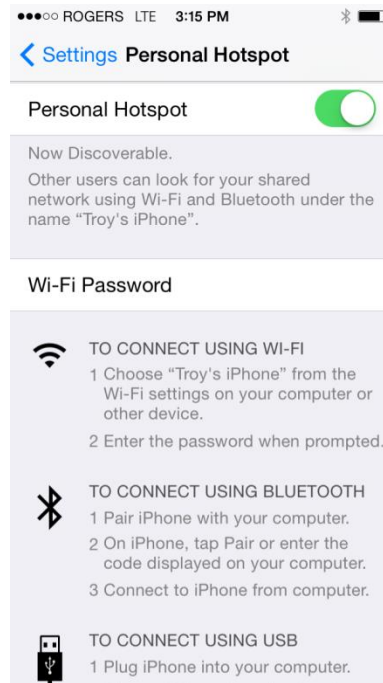 ROGERS LTE 3:15 PM
Settings Personal Hotspot
Personal Hotspot
Now Discoverable.
Other users can look for your shared
network using Wi-Fi and Bluetooth under the
name “Troy's iPhone”.
Wi-Fi Password
TO CONNECT USING WI-FI
1 Choose “Troy's iPhone” from the
Wi-Fi settings on your computer or
other device.
2 Enter the password when prompted.
TO CONNECT USING BLUETOOTH
1 Pair iPhone with your computer.
2 On iPhone, tap Pair or enter the
code displayed on your computer.
3 Connect to iPhone from computer.
TO CONNECT USING USB
1 Plug iPhone into your computer.